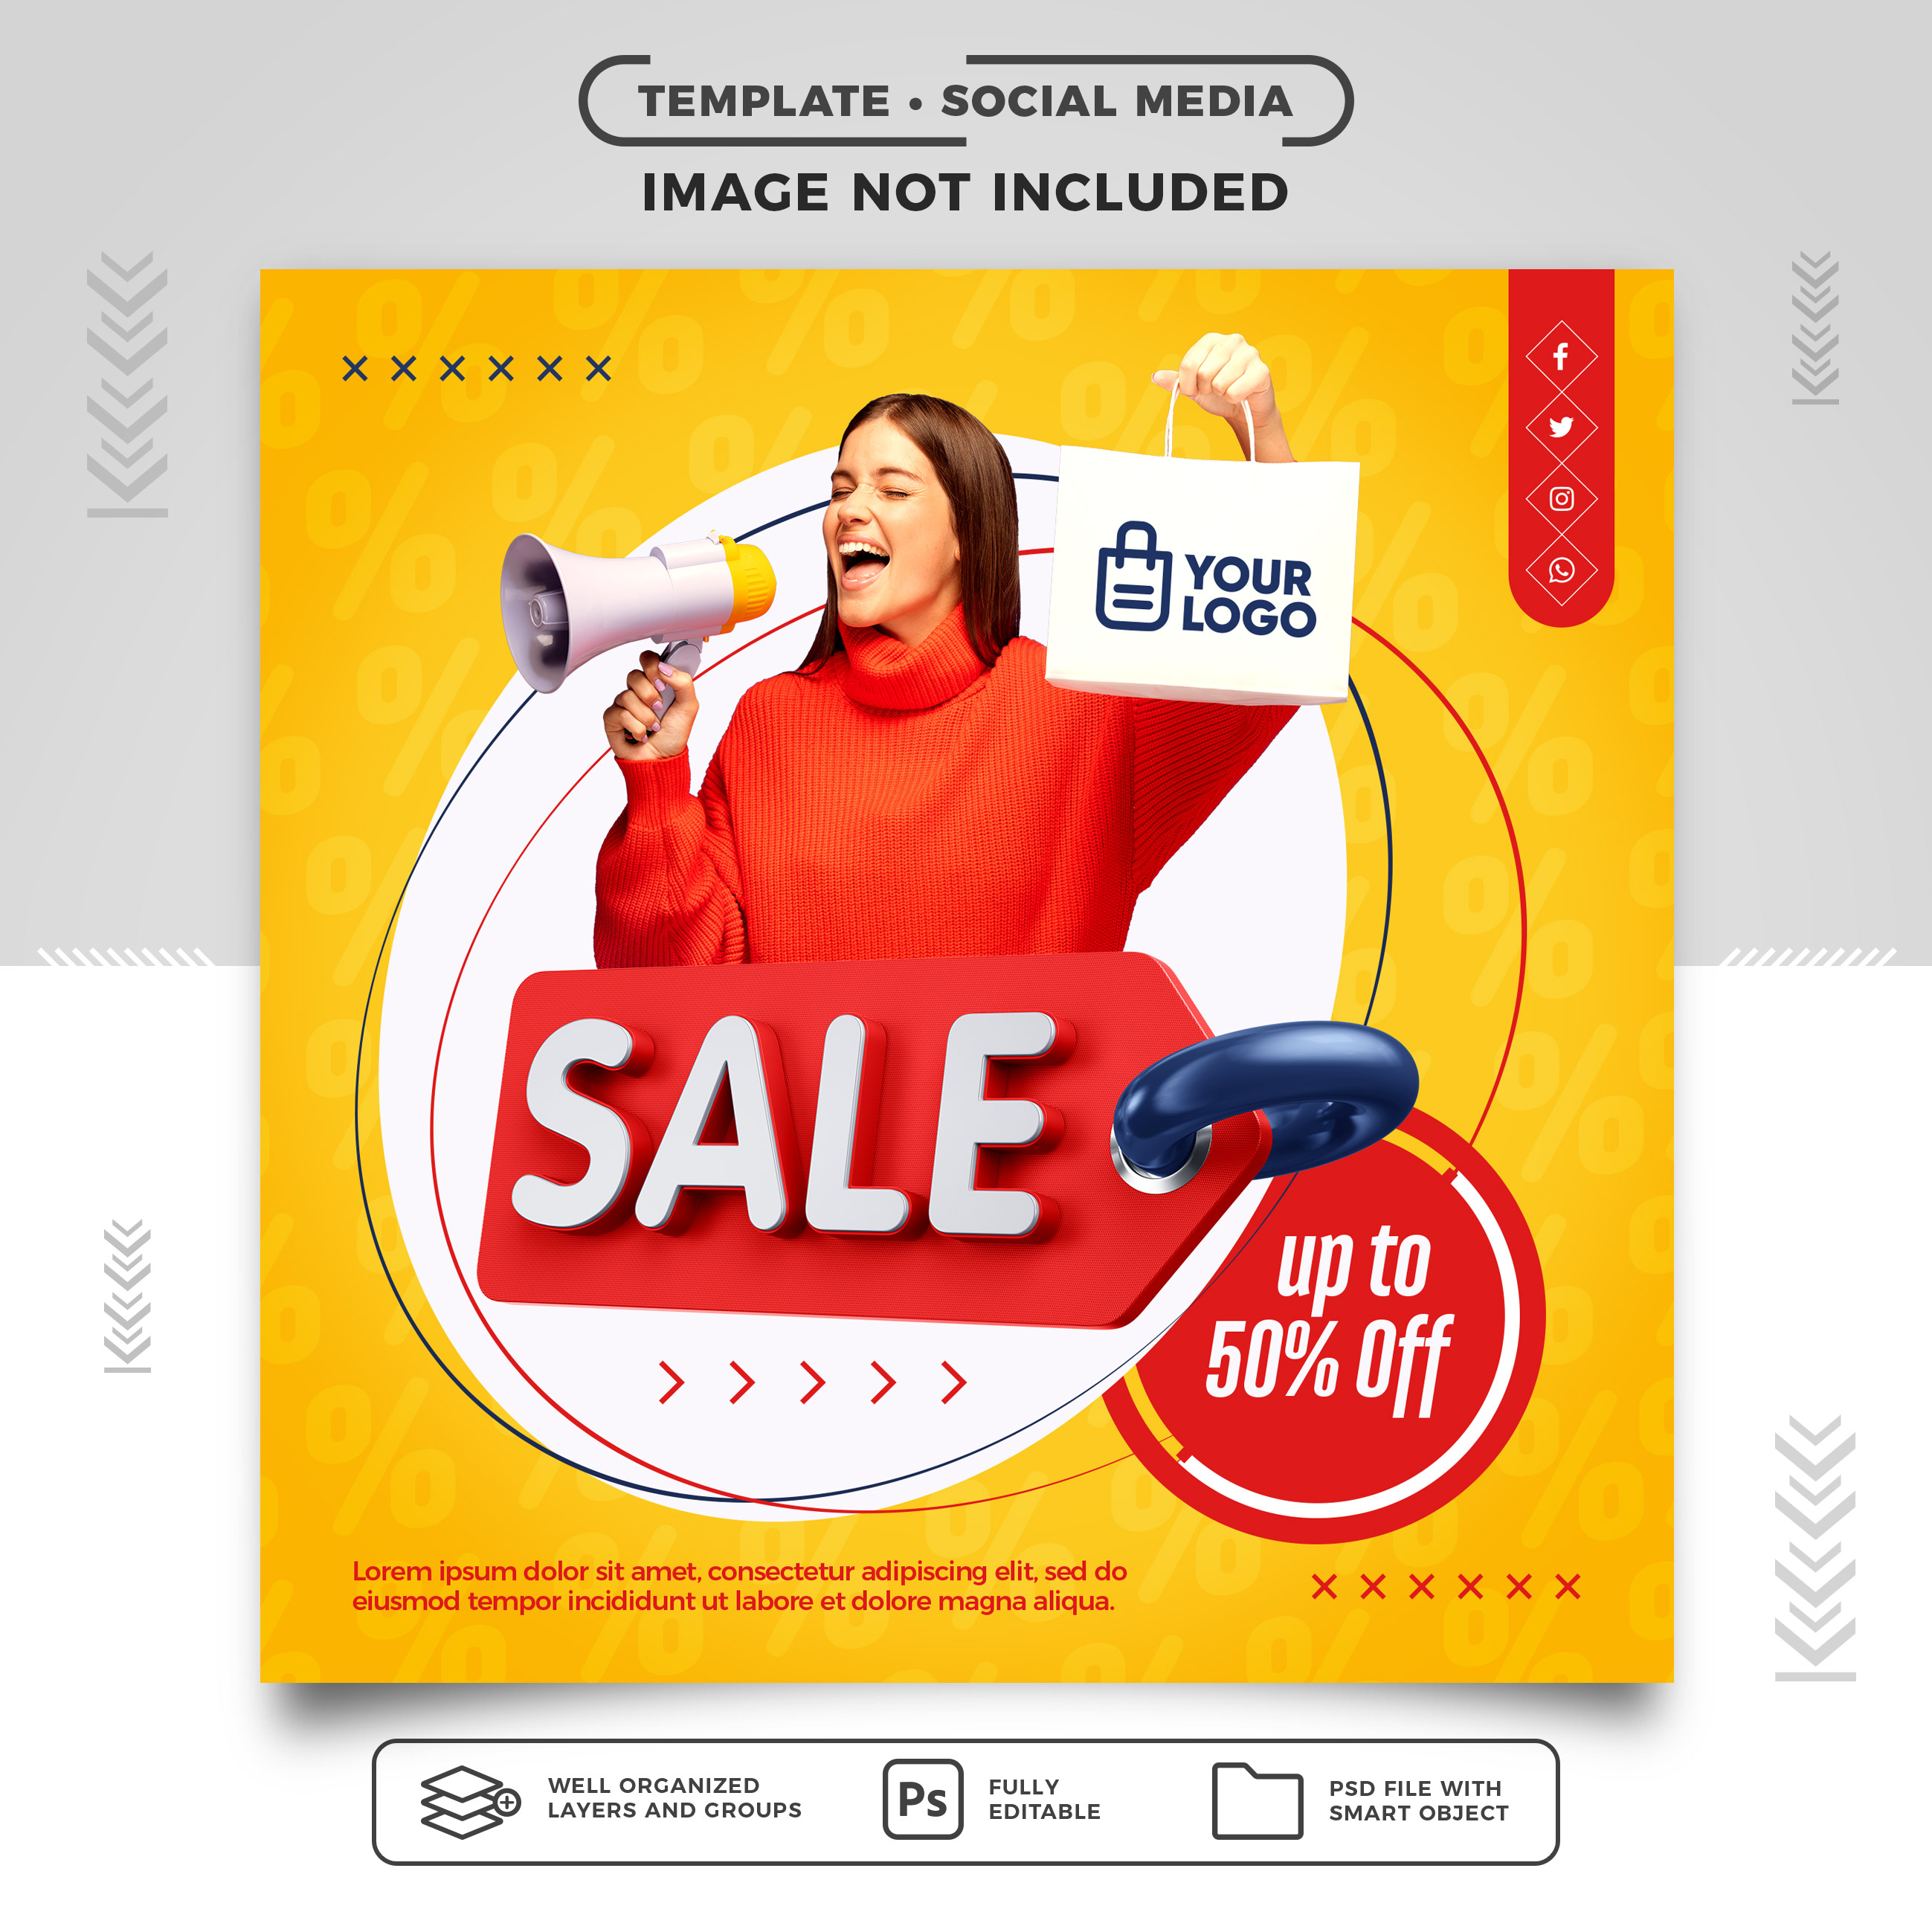 TEMPLATE • SOCIAL MEDIA
IMAGE NOT INCLUDED
YOUR
LOGO
SALE
up to
50% Off
Lorem ipsum dolor sit amet, consectetur adipiscing elit, sed do
eiusmod tempor incididunt ut labore et dolore magna aliqua.
WELL ORGANIZED
LAYERS AND GROUPS
Ps
FULLY
EDITABLE
PSD FILE WITH
SMART OBJECT